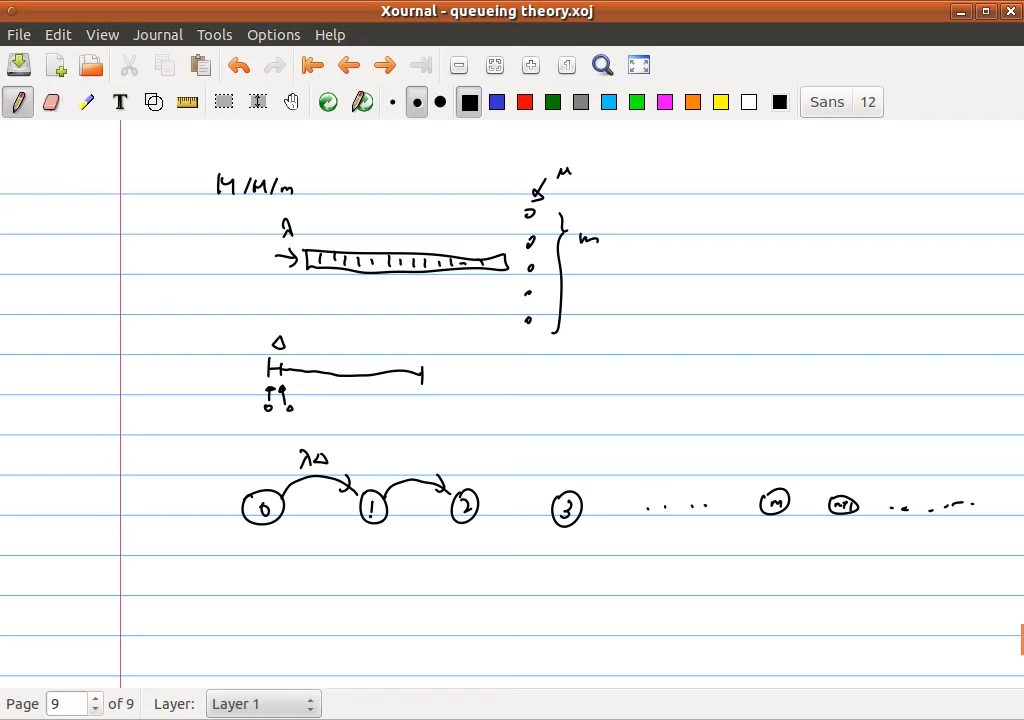 Xournal - queueing theory.xoj
File Edit View Journal Tools Options Help
Sans 12
M/M/m
μ
λ
m
Δ
λΔ
0 1 2 3 .... m m+1 ......
Page 9 of 9 Layer: Layer 1